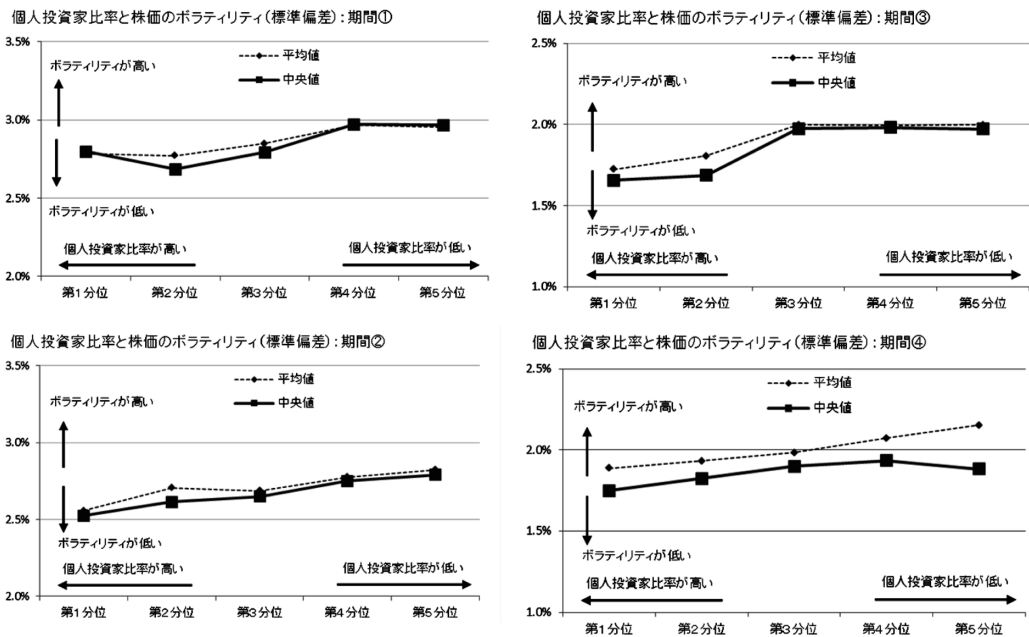 個人投資家比率と株価のボラティリティ(標準偏差):期間①
3.5%
3.0%
2.5%
2.0%
平均値
中央値
ボラティリティが高い
ボラティリティが低い
個人投資家比率が高い
個人投資家比率が低い
第1分位 第2分位 第3分位 第4分位 第5分位
個人投資家比率と株価のボラティリティ(標準偏差):期間③
2.5%
2.0%
1.5%
1.0%
平均値
中央値
ボラティリティが高い
ボラティリティが低い
個人投資家比率が高い
個人投資家比率が低い
第1分位 第2分位 第3分位 第4分位 第5分位
個人投資家比率と株価のボラティリティ(標準偏差):期間②
3.5%
3.0%
2.5%
2.0%
平均値
中央値
ボラティリティが高い
ボラティリティが低い
個人投資家比率が高い
個人投資家比率が低い
第1分位 第2分位 第3分位 第4分位 第5分位
個人投資家比率と株価のボラティリティ(標準偏差):期間④
2.5%
2.0%
1.5%
1.0%
平均値
中央値
ボラティリティが高い
ボラティリティが低い
個人投資家比率が高い
個人投資家比率が低い
第1分位 第2分位 第3分位 第4分位 第5分位